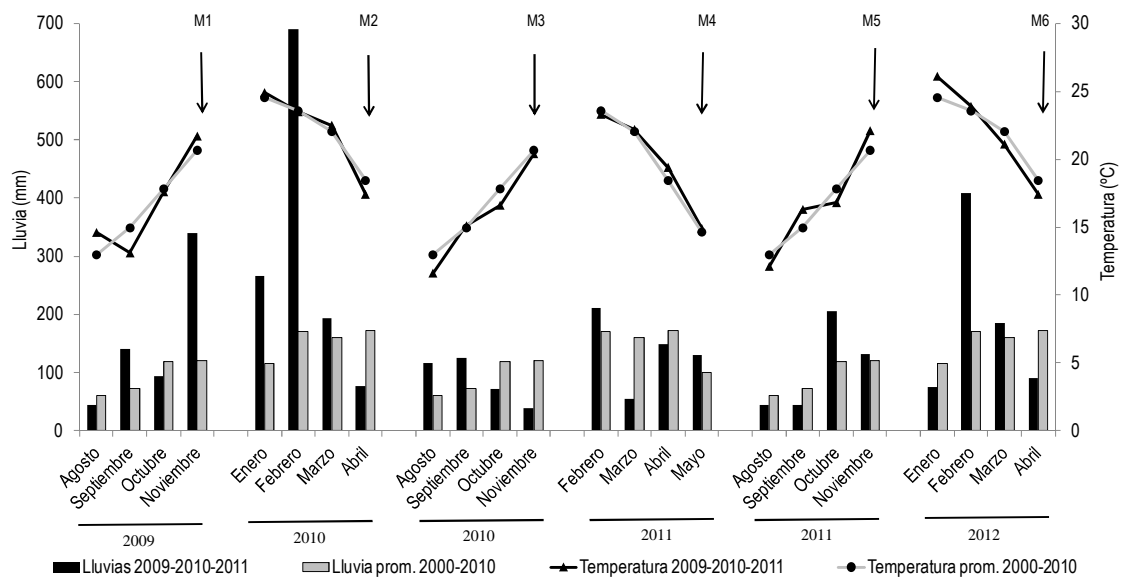 M1 M2 M3 M4 M5 M6
700 600 500 400 300 200 100 0
Lluvia (mm)
30 25 20 15 10 5 0
Temperatura (ºC)
Agosto Septiembre Octubre Noviembre Enero Febrero Marzo Abril Agosto Septiembre Octubre Noviembre Febrero Marzo Abril Mayo Agosto Septiembre Octubre Noviembre Enero Febrero Marzo Abril
2009 2010 2010 2011 2011 2012
Lluvias 2009-2010-2011 Lluvia prom. 2000-2010 Temperatura 2009-2010-2011 Temperatura prom. 2000-2010